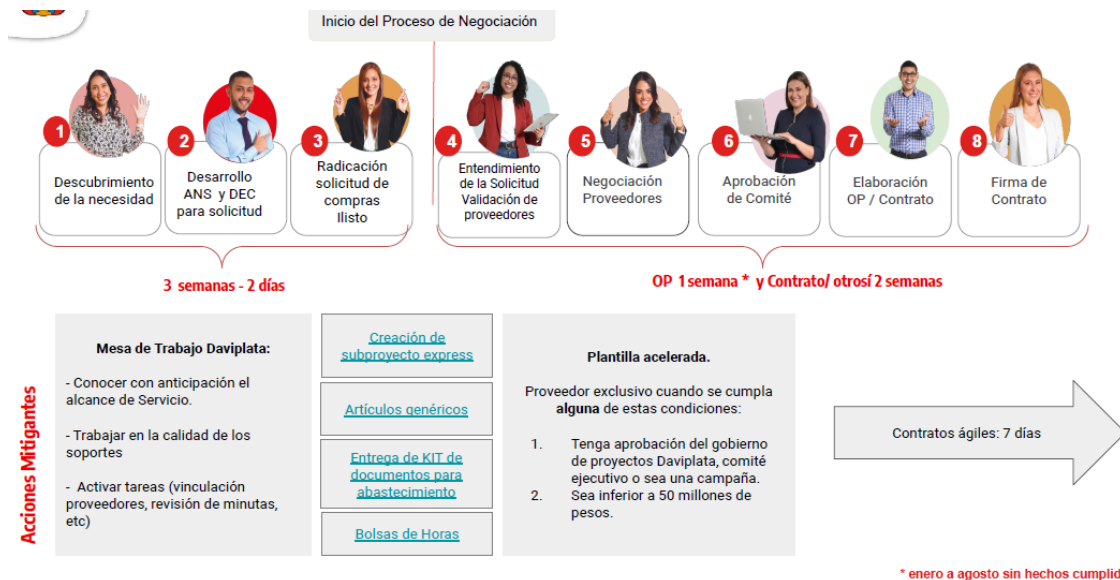 Inicio del Proceso de Negociación
1
Descubrimiento
de la necesidad
2
Desarrollo
ANS y DEC
para solicitud
3
Radicación
solicitud de
compras
Ilisto
4
Entendimiento
de la Solicitud
Validación de
proveedores
5
Negociación
Proveedores
6
Aprobación
de Comité
7
Elaboración
OP / Contrato
8
Firma de
Contrato
3 semanas - 2 días
OP 1 semana * y Contrato/ otrosí 2 semanas
Acciones Mitigantes
Mesa de Trabajo Daviplata:
- Conocer con anticipación el
alcance de Servicio.
- Trabajar en la calidad de los
soportes
- Activar tareas (vinculación
proveedores, revisión de minutas,
etc)
Creación de
subproyecto express
Artículos genéricos
Entrega de KIT de
documentos para
abastecimiento
Bolsas de Horas
Plantilla acelerada.
Proveedor exclusivo cuando se cumpla
alguna de estas condiciones:
1. Tenga aprobación del gobierno
de proyectos Daviplata, comité
ejecutivo o sea una campaña.
2. Sea inferior a 50 millones de
pesos.
Contratos ágiles: 7 días
* enero a agosto sin hechos cumplid